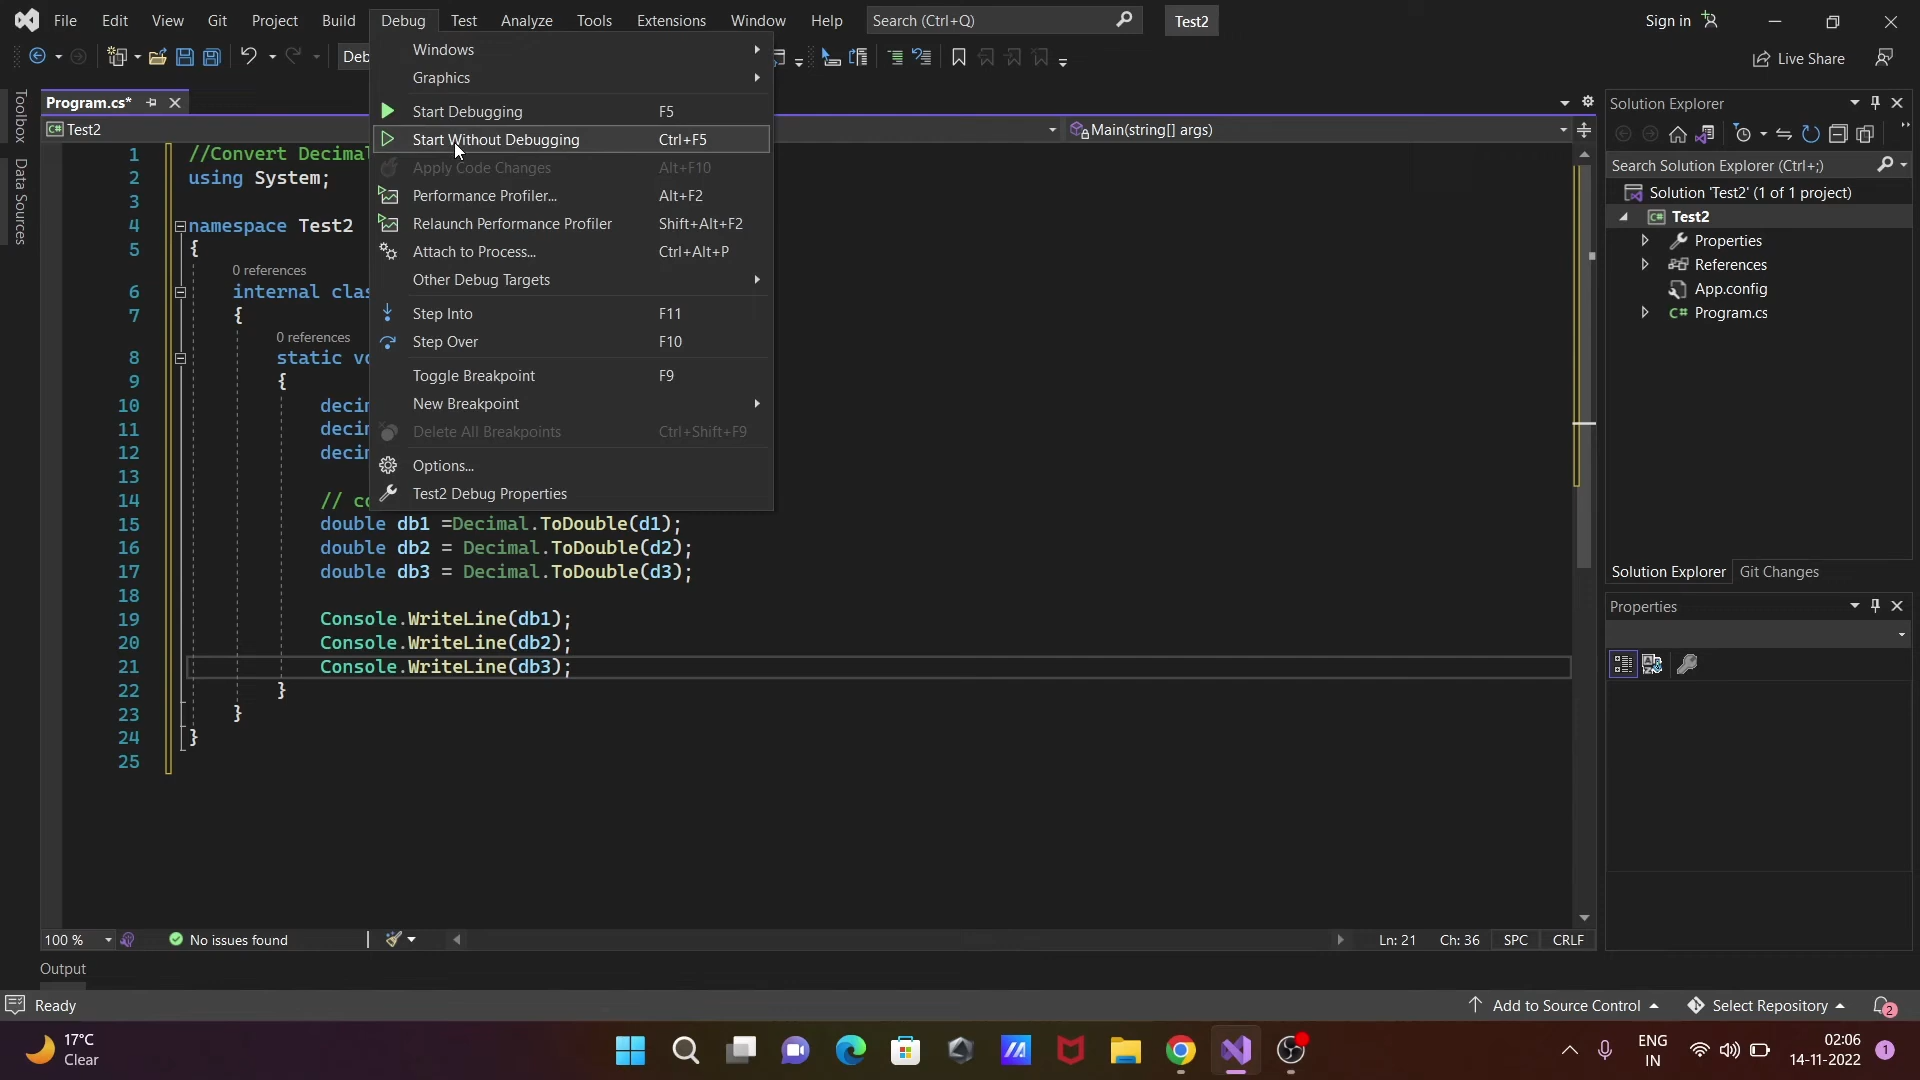 File Edit View Git Project Build Debug Test Analyze Tools Extensions Window Help Search (Ctrl+Q) Test2 Sign in
Deb Live Share
Windows
Graphics
Start Debugging F5
Start Without Debugging Ctrl+F5
Apply Code Changes Alt+F10
Performance Profiler... Alt+F2
Relaunch Performance Profiler Shift+Alt+F2
Attach to Process... Ctrl+Alt+P
Other Debug Targets
Step Into F11
Step Over F10
Toggle Breakpoint F9
New Breakpoint
Delete All Breakpoints Ctrl+Shift+F9
Options...
Test2 Debug Properties
Toolbox
Data Sources
Program.cs*
C# Test2 Main(string[] args)
1 //Convert Decimal
2 using System;
3
4 namespace Test2
5 {
0 references
6 internal clas
7 {
0 references
8 static vo
9 {
10 decim
11 decim
12 decim
13
14 // co
15 double db1 =Decimal.ToDouble(d1);
16 double db2 = Decimal.ToDouble(d2);
17 double db3 = Decimal.ToDouble(d3);
18
19 Console.WriteLine(db1);
20 Console.WriteLine(db2);
21 Console.WriteLine(db3);
22 }
23 }
24 }
25
100 % No issues found Ln: 21 Ch: 36 SPC CRLF
Solution Explorer
Search Solution Explorer (Ctrl+;)
Solution 'Test2' (1 of 1 project)
C# Test2
Properties
References
App.config
C# Program.cs
Solution Explorer Git Changes
Properties
Output
Ready Add to Source Control Select Repository 2
17°C
Clear
ENG
IN
02:06
14-11-2022
1